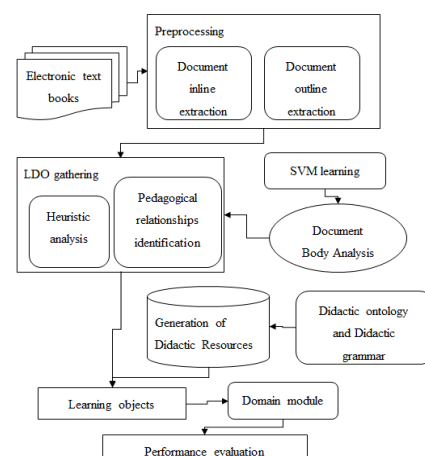 Preprocessing
Electronic text
books
Document
inline
extraction
Document
outline
extraction
LDO gathering
Heuristic
analysis
Pedagogical
relationships
identification
SVM learning
Document
Body Analysis
Generation of
Didactic Resources
Didactic ontology
and Didactic
grammar
Learning objects
Domain module
Performance evaluation